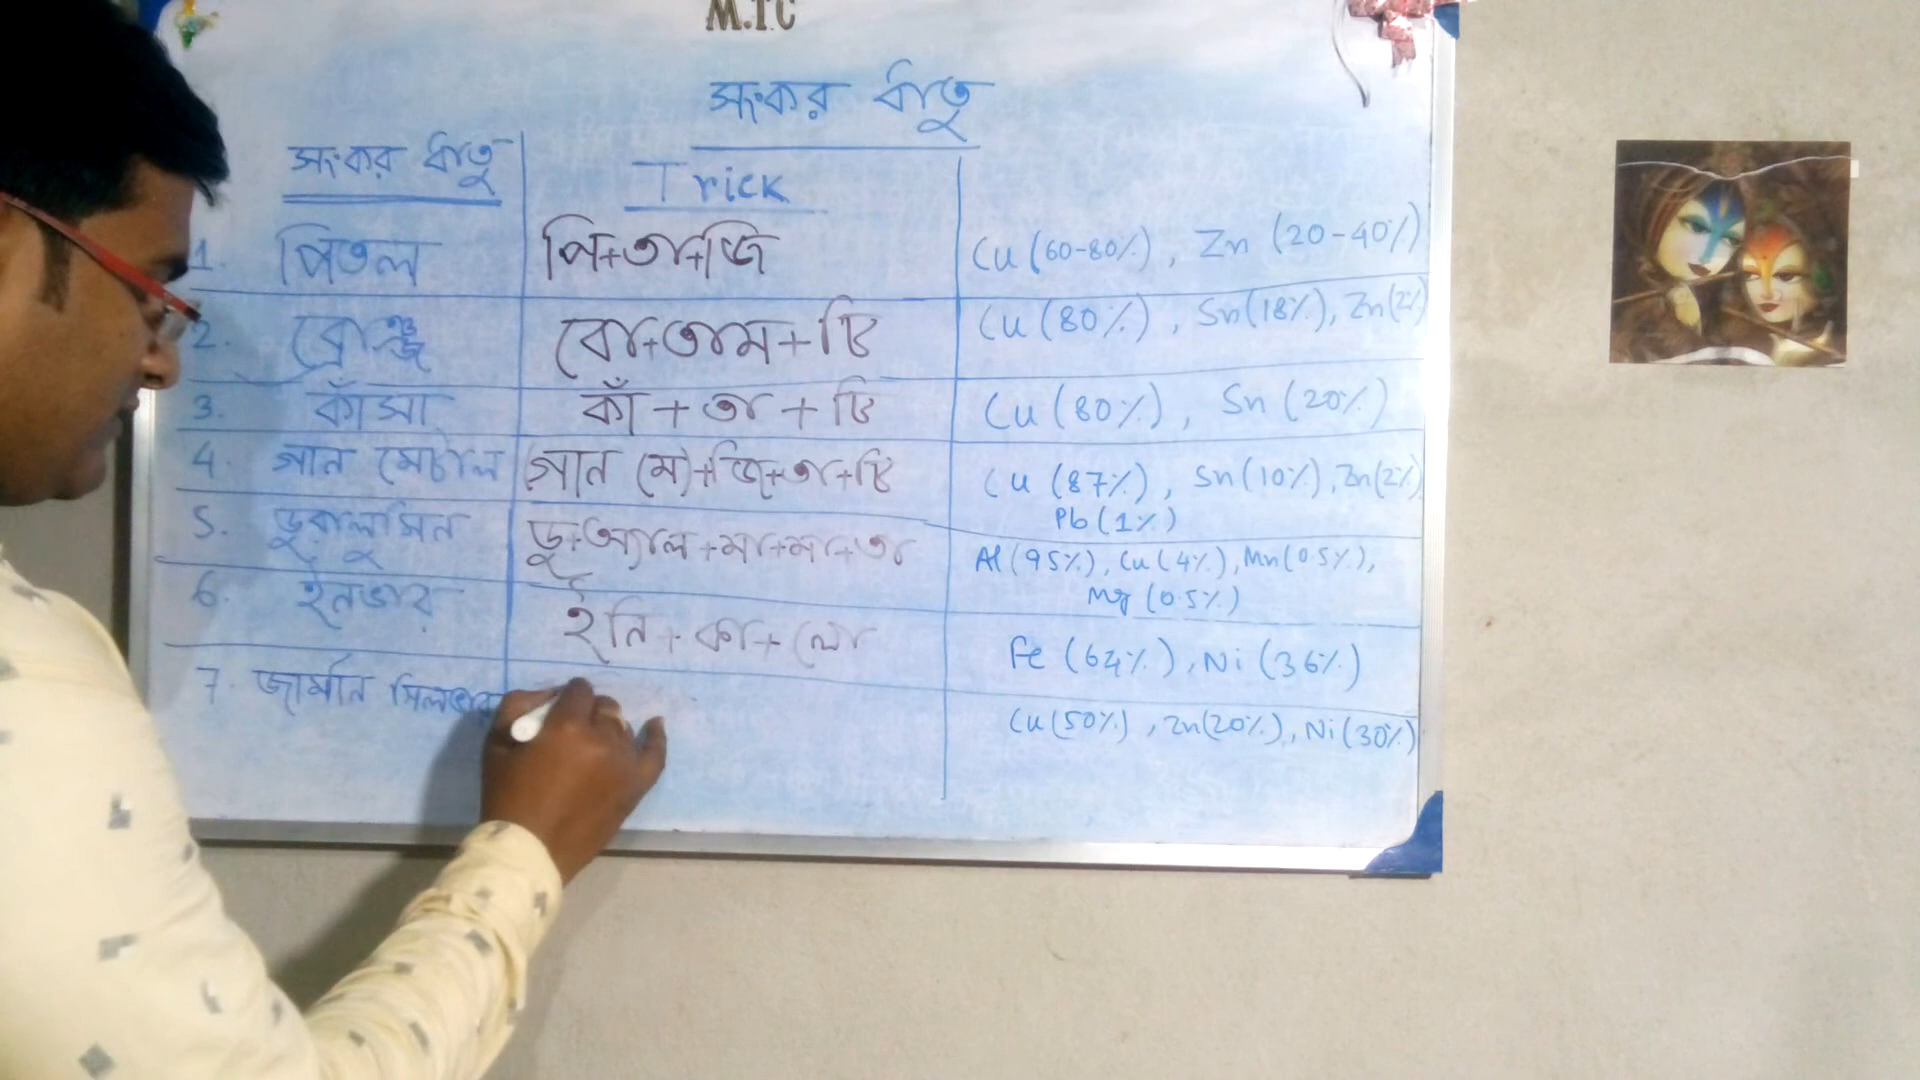 M.T.C
সংকর ধাতু
সংকর ধাতু
Trick
1. পিতল পি+তা+জি Cu (60-80%), Zn (20-40%)
2. ব্রোঞ্জ বো+তাম+টি Cu (80%), Sn(18%), Zn(2%)
3. কাঁসা কাঁ + তা + টি Cu (80%), Sn (20%)
4. গান মেটাল গান (মে)+জি+তা+টি Cu (87%), Sn(10%), Zn(2%)
Pb(1%)
5. ডুরালুমিন ডু+অ্যাল+মা+ম্যা+তা Al(95%), Cu(4%), Mn(0.5%),
Mg (0.5%)
6. ইনভার ইনি + কা + লো Fe (64%), Ni (36%)
7. জার্মান সিলভার Cu(50%), Zn(20%), Ni(30%)